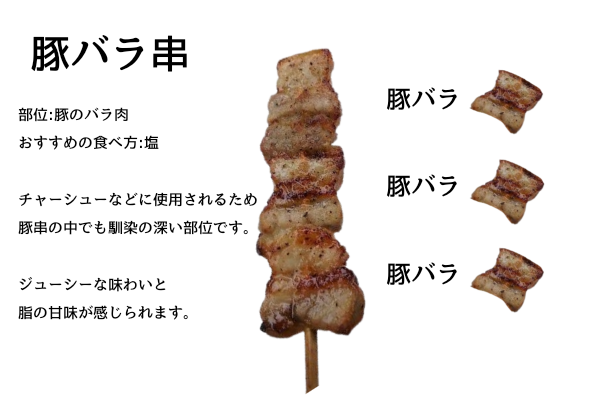 豚バラ串
部位:豚のバラ肉
おすすめの食べ方:塩
チャーシューなどに使用されるため
豚串の中でも馴染の深い部位です。
ジューシーな味わいと
脂の甘味が感じられます。
豚バラ
豚バラ
豚バラ